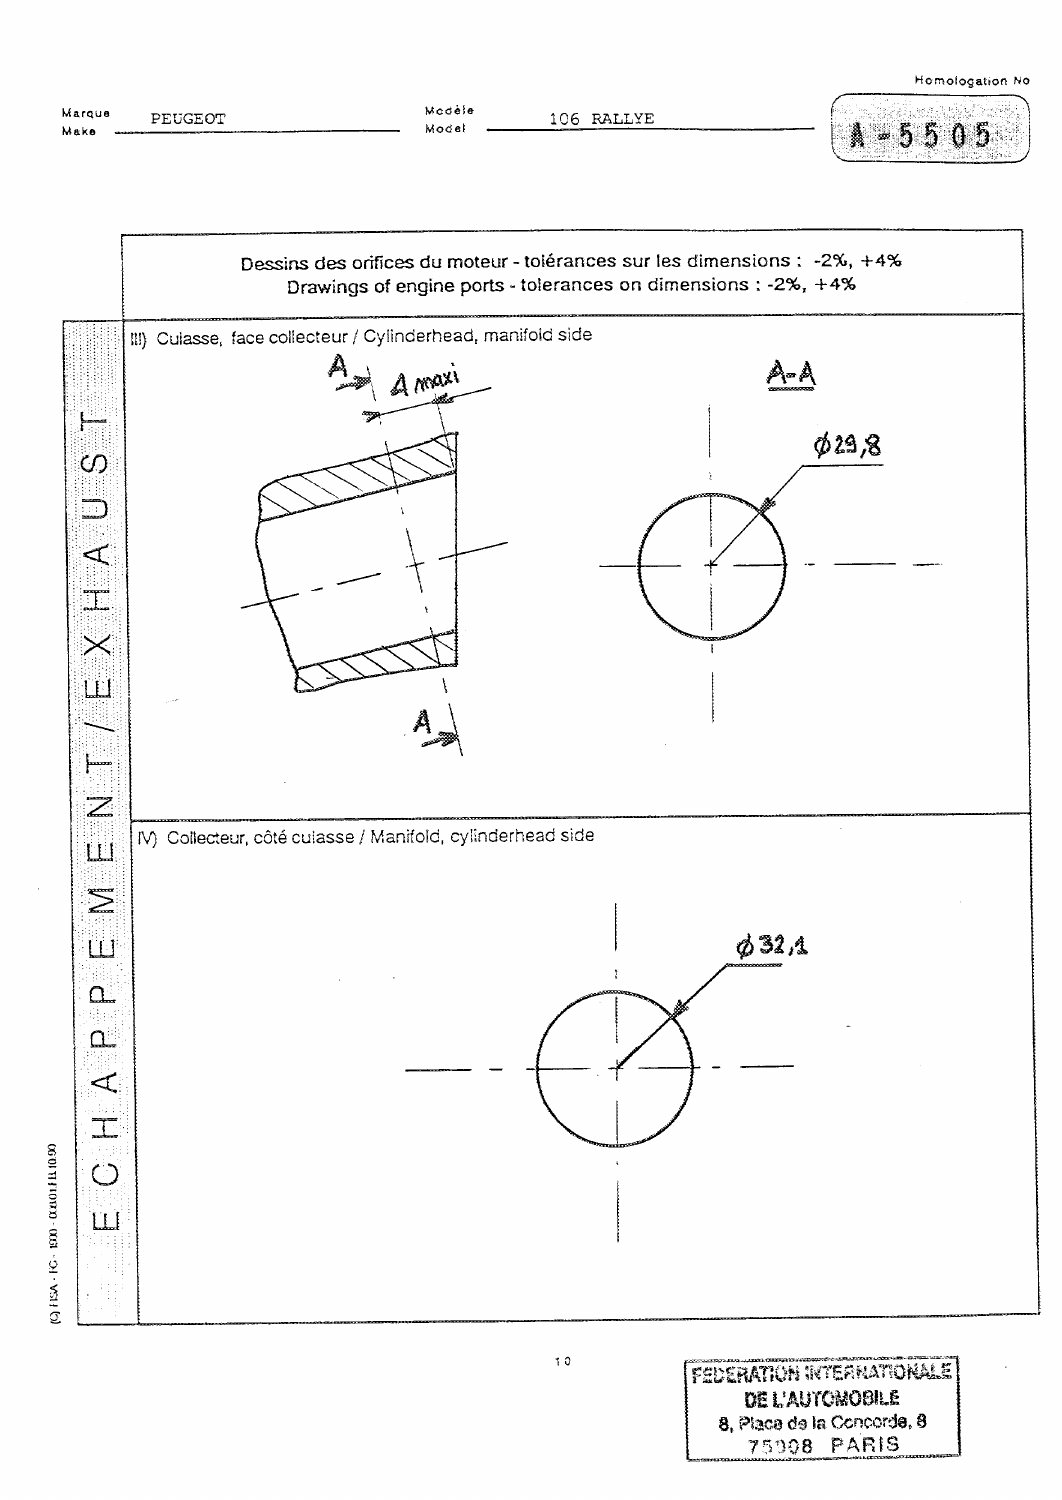 Homologation No
Marque
Make
PEUGEOT
Modèle
Model
106 RALLYE
A - 5505
Dessins des orifices du moteur - tolérances sur les dimensions : -2%, +4%
Drawings of engine ports - tolerances on dimensions : -2%, +4%
ECHAPPEMENT / EXHAUST
III) Culasse, face collecteur / Cylinderhead, manifold side
A
1 maxi
A
A-A
ϕ29,8
IV) Collecteur, côté culasse / Manifold, cylinderhead side
ϕ32,1
10
FEDERATION INTERNATIONALE
DE L'AUTOMOBILE
8, Place de la Concorde, 8
75008 PARIS